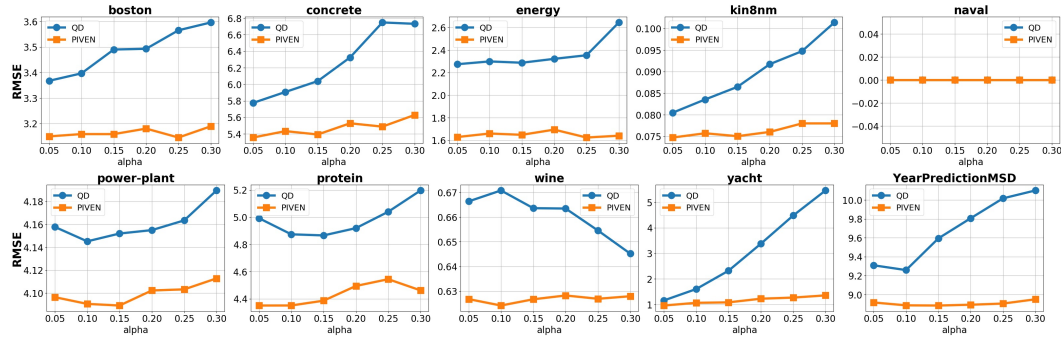 boston
RMSE
3.6
3.5
3.4
3.3
3.2
QD
PIVEN
0.05 0.10 0.15 0.20 0.25 0.30
alpha
concrete
6.8
6.6
6.4
6.2
6.0
5.8
5.6
5.4
QD
PIVEN
0.05 0.10 0.15 0.20 0.25 0.30
alpha
energy
2.6
2.4
2.2
2.0
1.8
1.6
QD
PIVEN
0.05 0.10 0.15 0.20 0.25 0.30
alpha
kin8nm
0.100
0.095
0.090
0.085
0.080
0.075
QD
PIVEN
0.05 0.10 0.15 0.20 0.25 0.30
alpha
naval
0.04
0.02
0.00
−0.02
−0.04
QD
PIVEN
0.05 0.10 0.15 0.20 0.25 0.30
alpha
power-plant
RMSE
4.18
4.16
4.14
4.12
4.10
QD
PIVEN
0.05 0.10 0.15 0.20 0.25 0.30
alpha
protein
5.2
5.0
4.8
4.6
4.4
QD
PIVEN
0.05 0.10 0.15 0.20 0.25 0.30
alpha
wine
0.67
0.66
0.65
0.64
0.63
QD
PIVEN
0.05 0.10 0.15 0.20 0.25 0.30
alpha
yacht
5
4
3
2
1
QD
PIVEN
0.05 0.10 0.15 0.20 0.25 0.30
alpha
YearPredictionMSD
10.0
9.8
9.6
9.4
9.2
9.0
QD
PIVEN
0.05 0.10 0.15 0.20 0.25 0.30
alpha